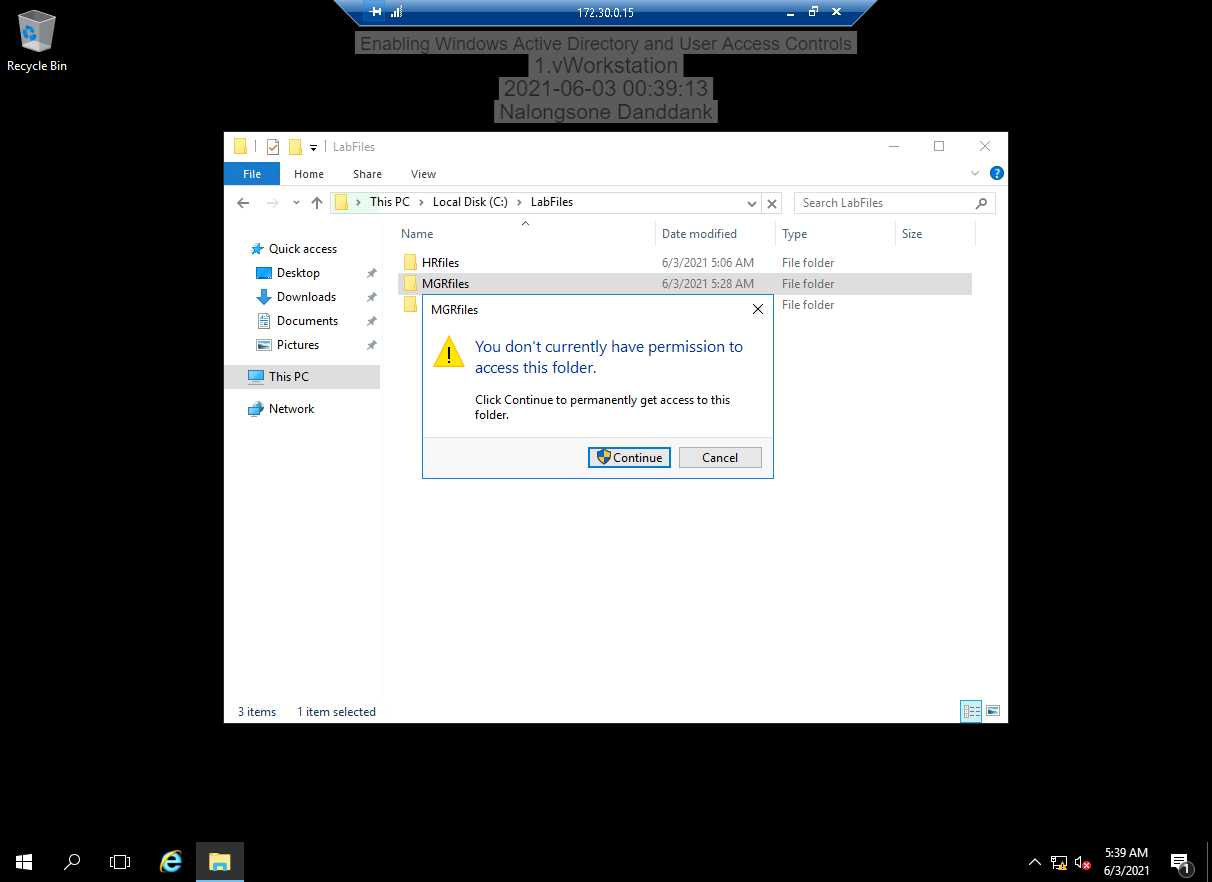 172.30.0.15
Recycle Bin
Enabling Windows Active Directory and User Access Controls
1.vWorkstation
2021-06-03 00:39:13
Nalongsone Danddank
LabFiles
File Home Share View
This PC > Local Disk (C:) > LabFiles
Search LabFiles
Name Date modified Type Size
Quick access
Desktop
Downloads
Documents
Pictures
This PC
Network
HRfiles 6/3/2021 5:06 AM File folder
MGRfiles 6/3/2021 5:28 AM File folder
File folder
MGRfiles
You don't currently have permission to
access this folder.
Click Continue to permanently get access to this
folder.
Continue Cancel
3 items 1 item selected
5:39 AM
6/3/2021
1